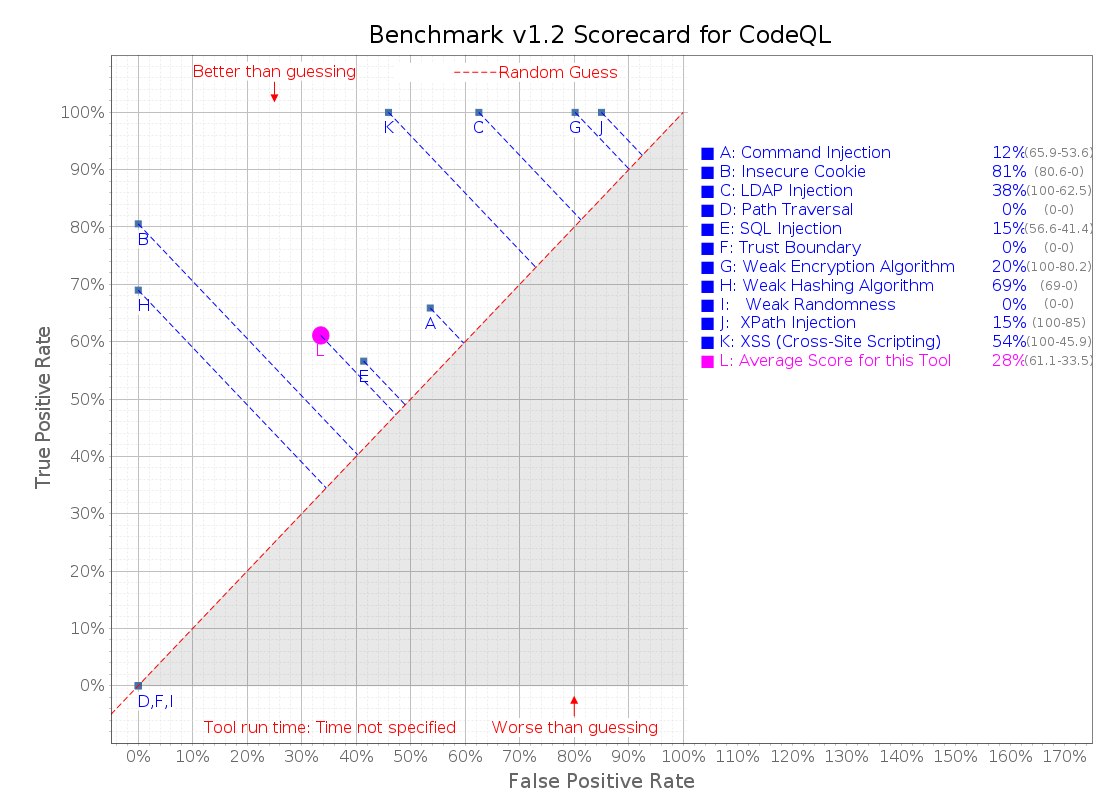 Benchmark v1.2 Scorecard for CodeQL
Better than guessing
Random Guess
100%
90%
80%
70%
60%
50%
40%
30%
20%
10%
0%
True Positive Rate
K
C
G
J
B
H
A
L
E
D,F,I
A: Command Injection 12% (65.9-53.6)
B: Insecure Cookie 81% (80.6-0)
C: LDAP Injection 38% (100-62.5)
D: Path Traversal 0% (0-0)
E: SQL Injection 15% (56.6-41.4)
F: Trust Boundary 0% (0-0)
G: Weak Encryption Algorithm 20% (100-80.2)
H: Weak Hashing Algorithm 69% (69-0)
I: Weak Randomness 0% (0-0)
J: XPath Injection 15% (100-85)
K: XSS (Cross-Site Scripting) 54% (100-45.9)
L: Average Score for this Tool 28% (61.1-33.5)
Tool run time: Time not specified
Worse than guessing
0% 10% 20% 30% 40% 50% 60% 70% 80% 90% 100% 110% 120% 130% 140% 150% 160% 170%
False Positive Rate